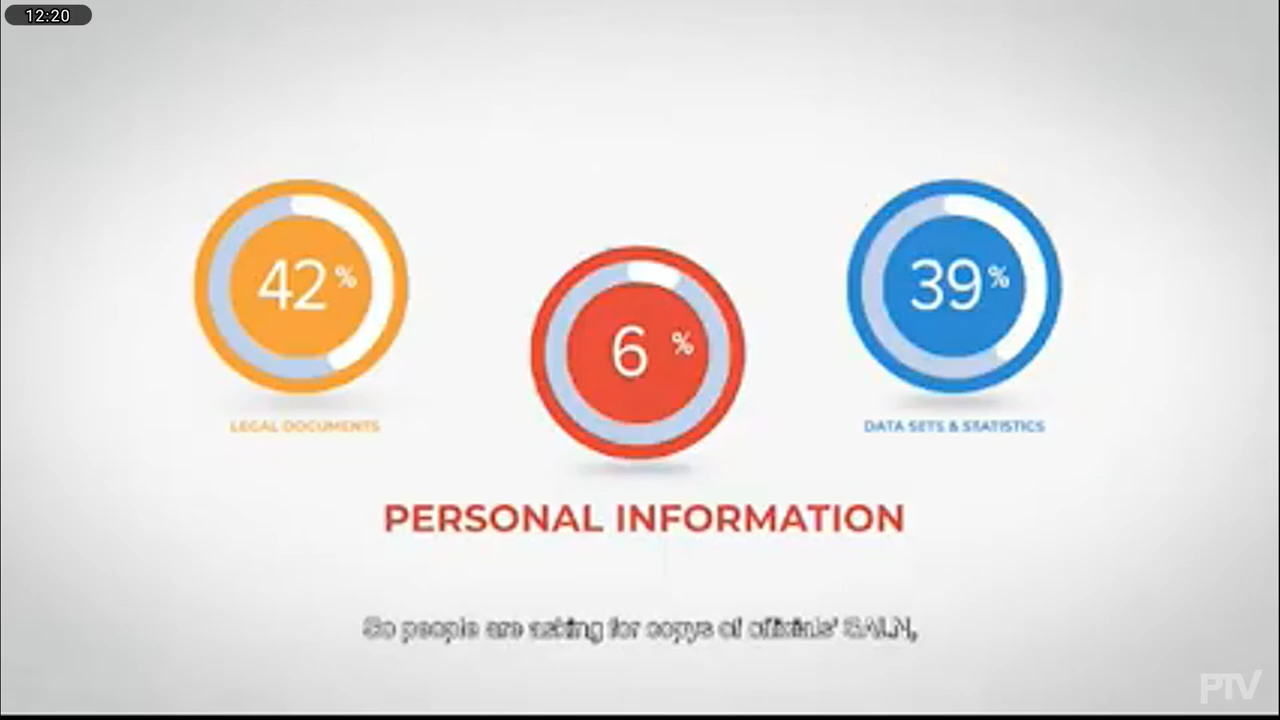 12:20
42%
39%
6 %
LEGAL DOCUMENTS
DATA SETS & STATISTICS
PERSONAL INFORMATION
So people are asking for copys of officials' SALN,
PTV